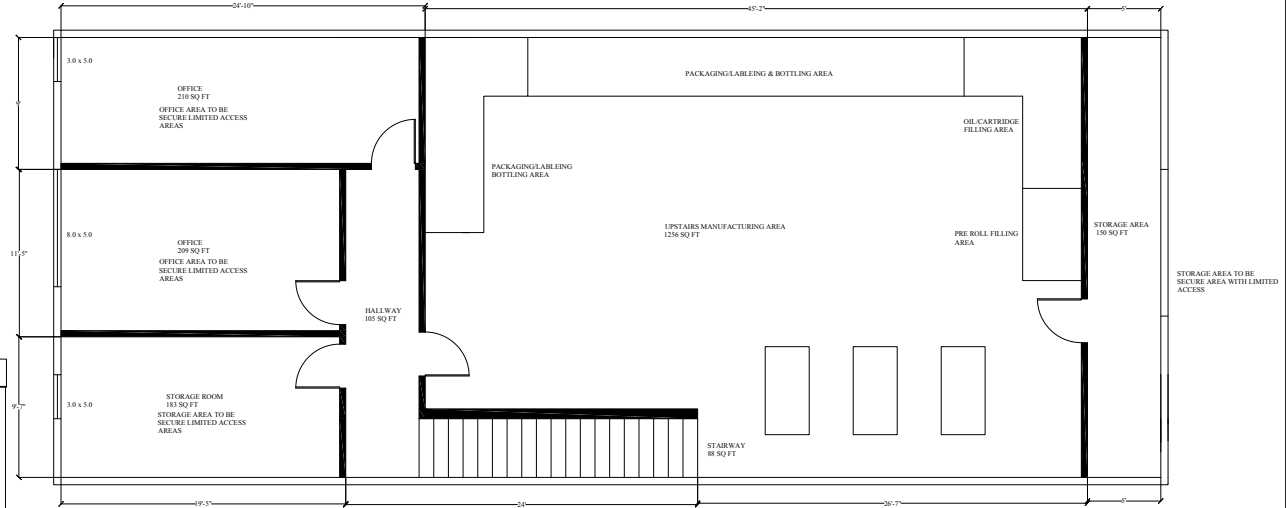 24'-10"
45'-2"
5'
3.0 x 5.0
OFFICE
210 SQ FT
OFFICE AREA TO BE
SECURE LIMITED ACCESS
AREAS
9'
PACKAGING/LABLEING & BOTTLING AREA
OIL/CARTRIDGE
FILLING AREA
PACKAGING/LABLEING
BOTTLING AREA
8.0 x 5.0
OFFICE
209 SQ FT
OFFICE AREA TO BE
SECURE LIMITED ACCESS
AREAS
11'-5"
UPSTAIRS MANUFACTURING AREA
1256 SQ FT
PRE ROLL FILLING
AREA
STORAGE AREA
150 SQ FT
STORAGE AREA TO BE
SECURE AREA WITH LIMITED
ACCESS
HALLWAY
105 SQ FT
3.0 x 5.0
STORAGE ROOM
183 SQ FT
STORAGE AREA TO BE
SECURE LIMITED ACCESS
AREAS
9'-7"
STAIRWAY
88 SQ FT
19'-5"
24'
26'-7"
5'